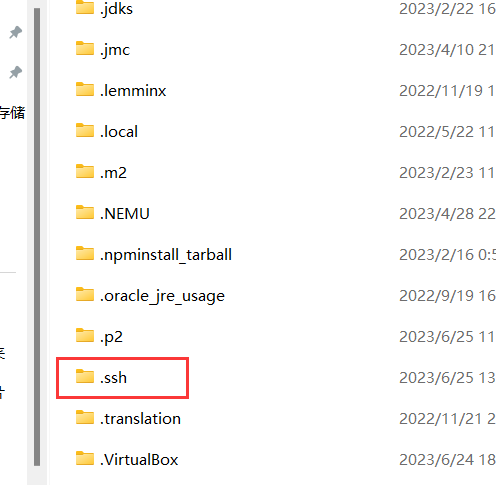 .jdks 2023/2/22 16
.jmc 2023/4/10 21
.lemminx 2022/11/19 1
存储
.local 2022/5/22 11
.m2 2023/2/23 11
.NEMU 2023/4/28 22
.npminstall_tarball 2023/2/16 0:5
.oracle_jre_usage 2022/9/19 16
.p2 2023/6/25 11
.ssh 2023/6/25 13
.translation 2022/11/21 2
.VirtualBox 2023/6/24 18